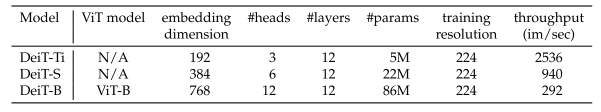 Model ViT model embedding #heads #layers #params training throughput
dimension resolution (im/sec)
DeiT-Ti N/A 192 3 12 5M 224 2536
DeiT-S N/A 384 6 12 22M 224 940
DeiT-B ViT-B 768 12 12 86M 224 292